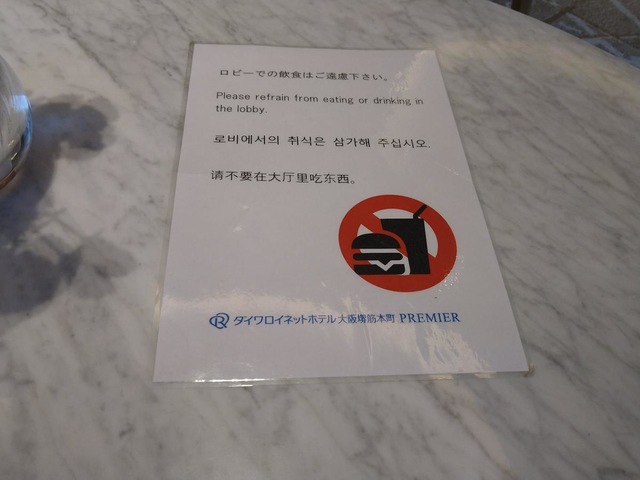 ロビーでの飲食はご遠慮下さい。
Please refrain from eating or drinking in
the lobby.
로비에서의 취식은 삼가해 주십시오.
请不要在大厅里吃东西。
ダイワロイネットホテル 大阪堺筋本町 PREMIER